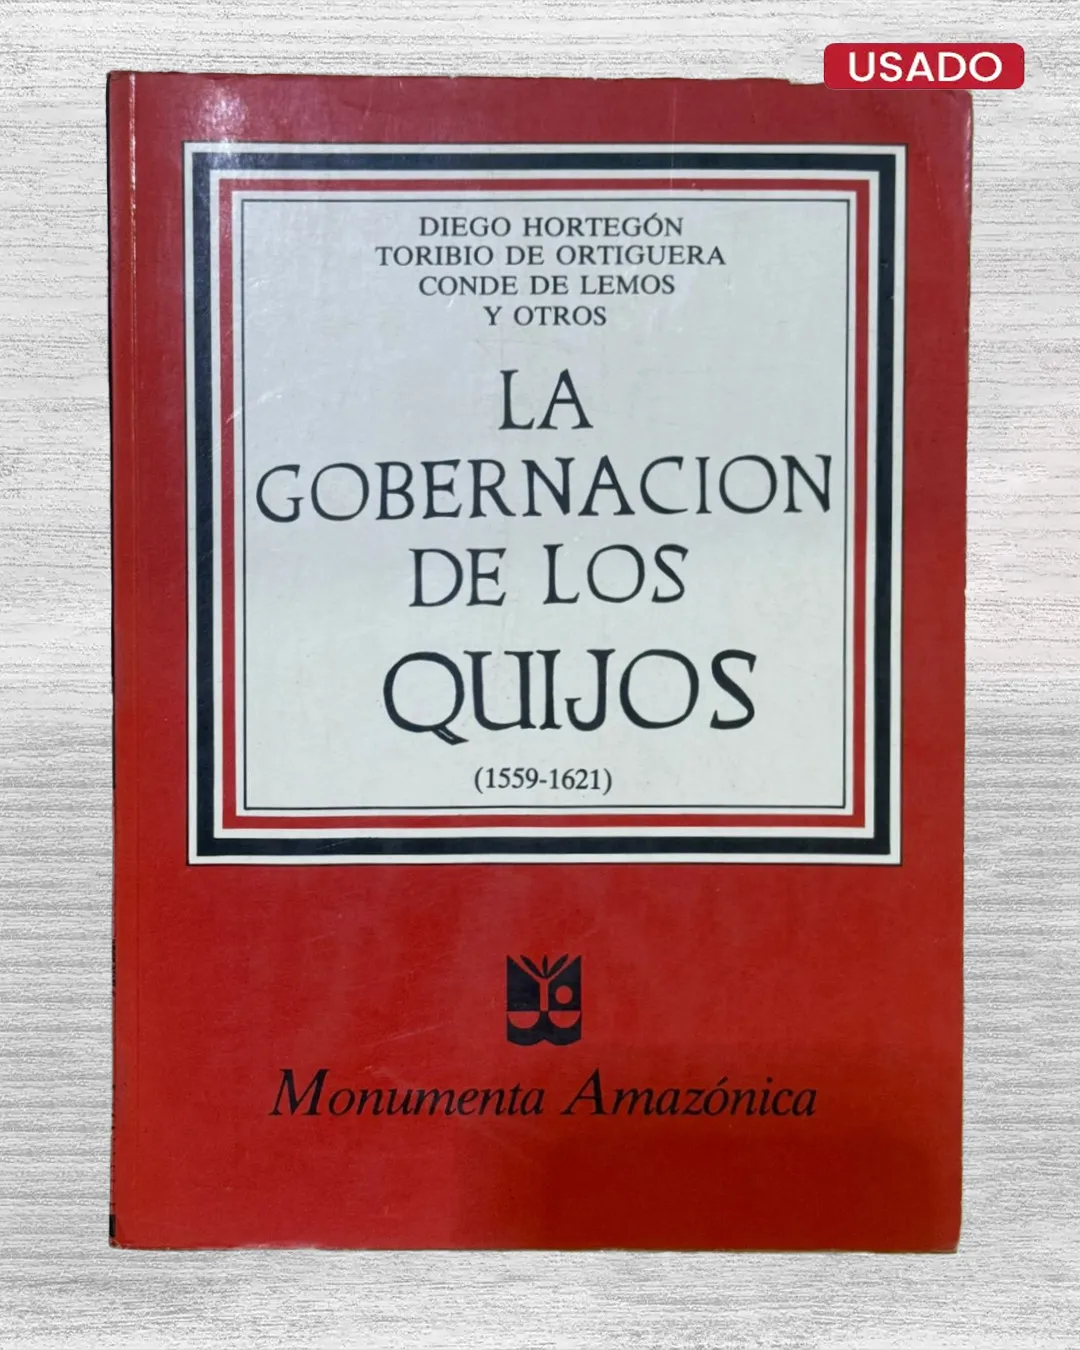 USADO
DIEGO HORTEGÓN
TORIBIO DE ORTIGUERA
CONDE DE LEMOS
Y OTROS
LA
GOBERNACION
DE LOS
QUIJOS
(1559-1621)
Monumenta Amazónica